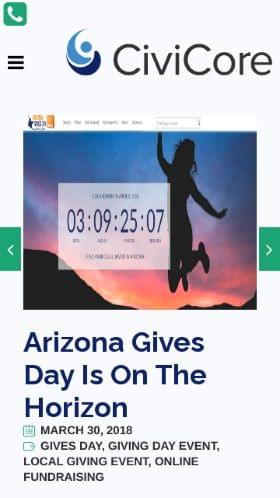 CiviCore
03:09:25:07
Arizona Gives
Day Is On The
Horizon
MARCH 30, 2018
GIVES DAY, GIVING DAY EVENT,
LOCAL GIVING EVENT, ONLINE
FUNDRAISING